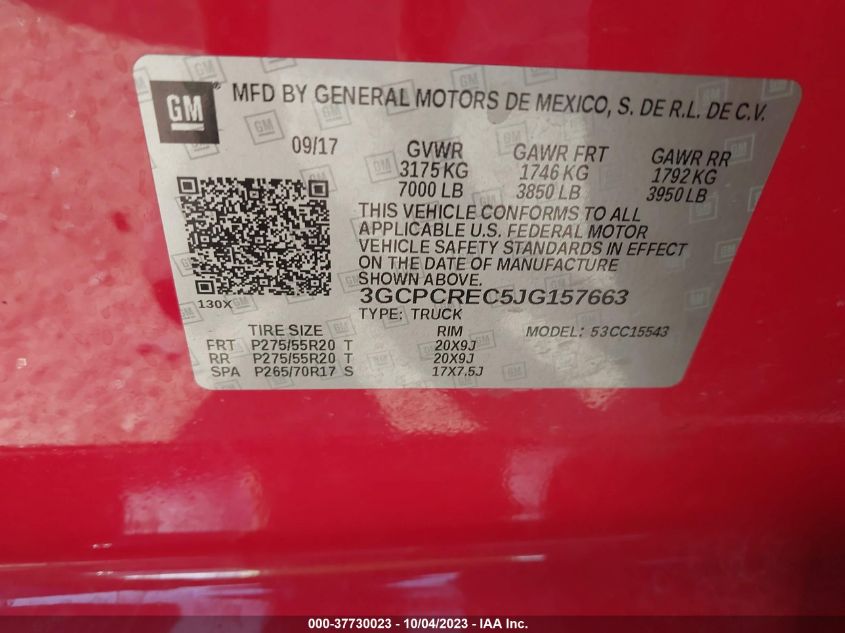 GM
MFD BY GENERAL MOTORS DE MEXICO, S. DE R.L. DE C.V.
09/17 GVWR GAWR FRT GAWR RR
3175 KG 1746 KG 1792 KG
7000 LB 3850 LB 3950 LB
THIS VEHICLE CONFORMS TO ALL
APPLICABLE U.S. FEDERAL MOTOR
VEHICLE SAFETY STANDARDS IN EFFECT
ON THE DATE OF MANUFACTURE
SHOWN ABOVE.
130X 3GCPCREC5JG157663
TYPE: TRUCK
TIRE SIZE RIM MODEL: 53CC15543
FRT P275/55R20 T 20X9J
RR P275/55R20 T 20X9J
SPA P265/70R17 S 17X7.5J
000-37730023 - 10/04/2023 - IAA Inc.